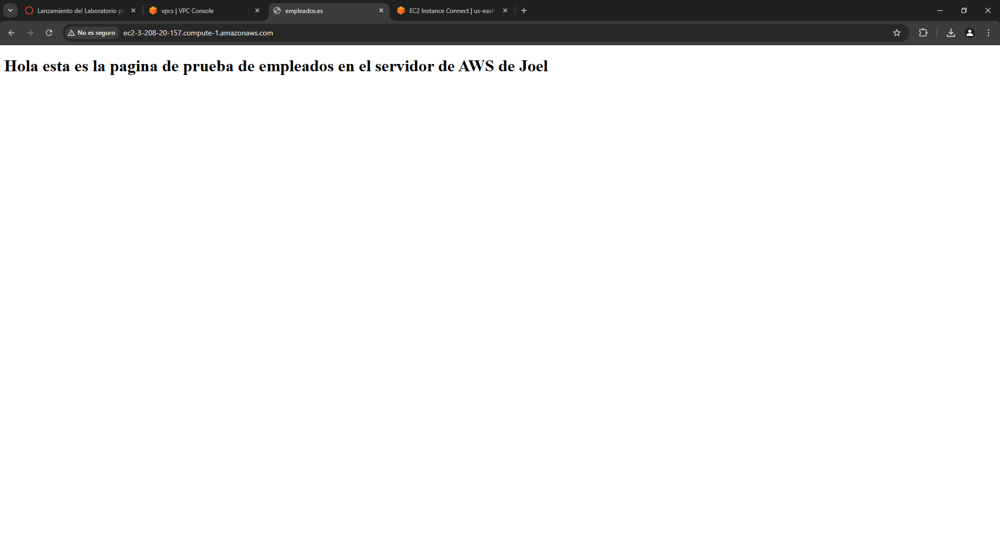 Lanzamiento del Laboratorio pa
vpcs | VPC Console
empleados.es
EC2 Instance Connect | us-east-
No es seguro
ec2-3-208-20-157.compute-1.amazonaws.com
Hola esta es la pagina de prueba de empleados en el servidor de AWS de Joel